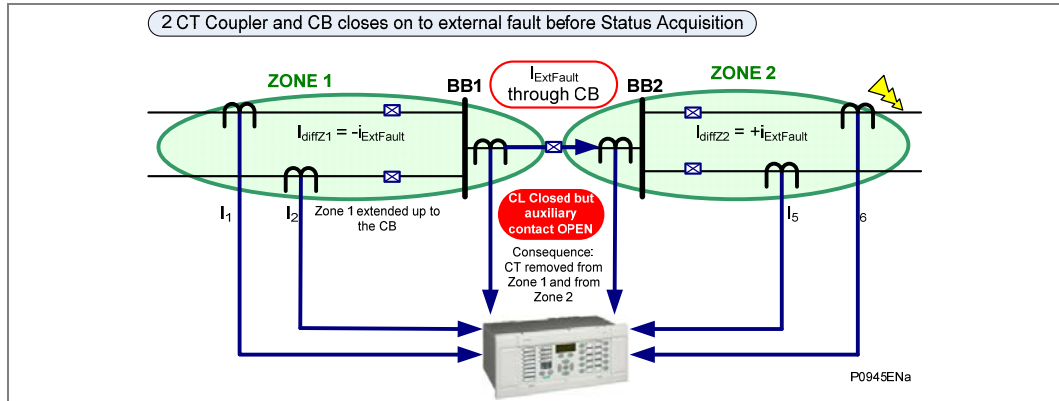 2 CT Coupler and CB closes on to external fault before Status Acquisition
ZONE 1
BB1
IExtFault
through CB
BB2
ZONE 2
IdiffZ1 = -iExtFault
IdiffZ2 = +iExtFault
I1
I2
Zone 1 extended up to
the CB
CL Closed but
auxiliary
contact OPEN
Consequence:
CT removed from
Zone 1 and from
Zone 2
I5
6
P0945ENa